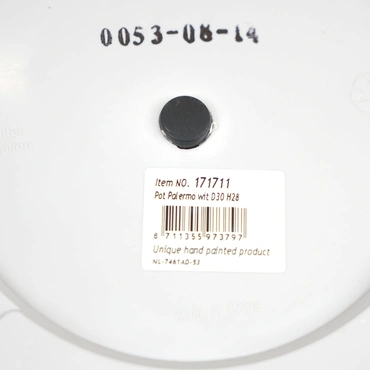 0053-08-14
Item NO. 171711
Pot Palermo wit D30 H28
8 711355 973797
Unique hand painted product
NL-7461AD-53